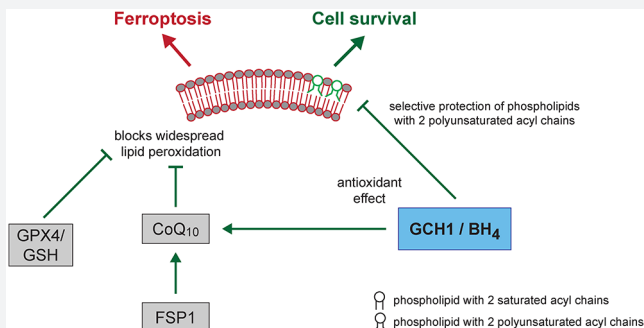 Ferroptosis
Cell survival
selective protection of phospholipids
with 2 polyunsaturated acyl chains
blocks widespread
lipid peroxidation
antioxidant
effect
GPX4/
GSH
CoQ10
GCH1 / BH4
FSP1
phospholipid with 2 saturated acyl chains
phospholipid with 2 polyunsaturated acyl chains